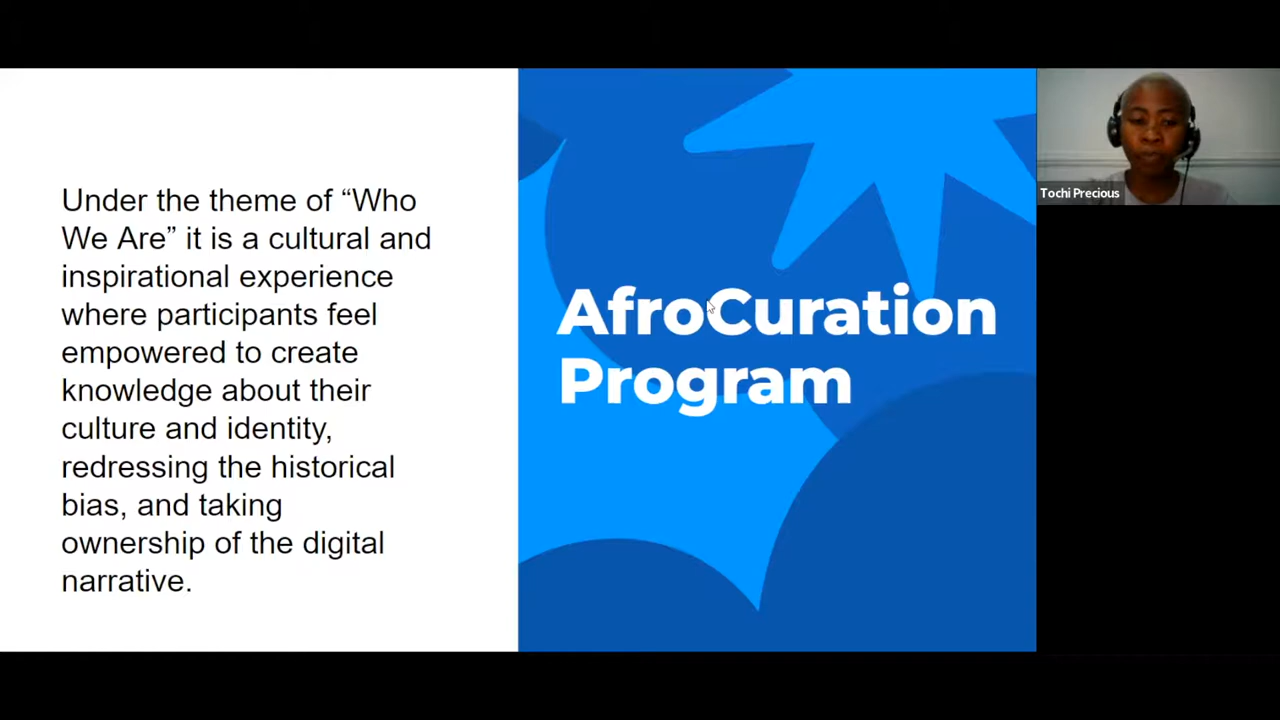 Under the theme of “Who
We Are” it is a cultural and
inspirational experience
where participants feel
empowered to create
knowledge about their
culture and identity,
redressing the historical
bias, and taking
ownership of the digital
narrative.
AfroCuration
Program
Tochi Precious